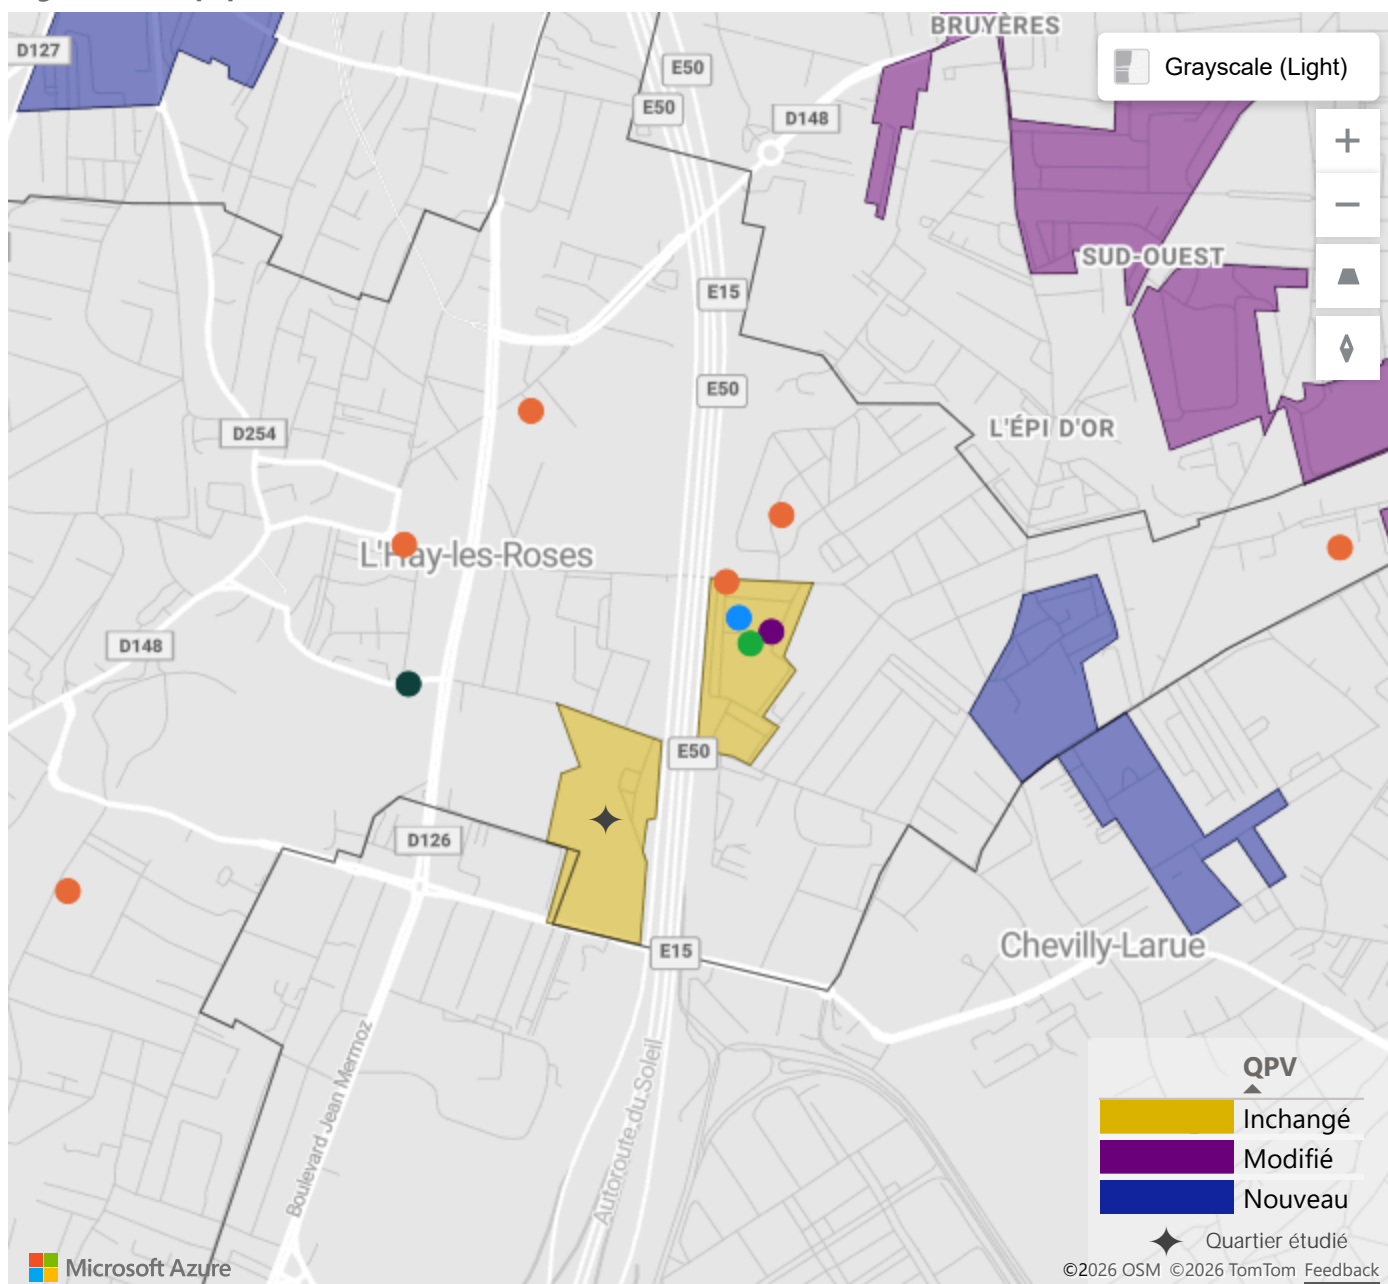 D127
BRUYÈRES
E50
Grayscale (Light)
E50
D148
SUD-OUEST
E15
E50
L'ÉPI D'OR
D254
L'Hay-les-Roses
D148
E50
D126
Chevilly-Larue
E15
Boulevard Jean Mermoz
Autoroute du Soleil
QPV
Inchangé
Modifié
Nouveau
Quartier étudié
Microsoft Azure
©2026 OSM ©2026 TomTom Feedback